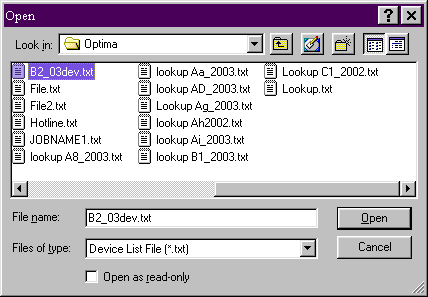 Open
Look in: Optima
B2_03dev.txt
File.txt
File2.txt
Hotline.txt
JOBNAME1.txt
lookup A8_2003.txt
lookup Aa_2003.txt
lookup AD_2003.txt
Lookup Ag_2003.txt
lookup Ah2002.txt
lookup Ai_2003.txt
lookup B1_2003.txt
Lookup C1_2002.txt
Lookup.txt
File name: B2_03dev.txt
Open
Files of type: Device List File (*.txt)
Cancel
Open as read-only